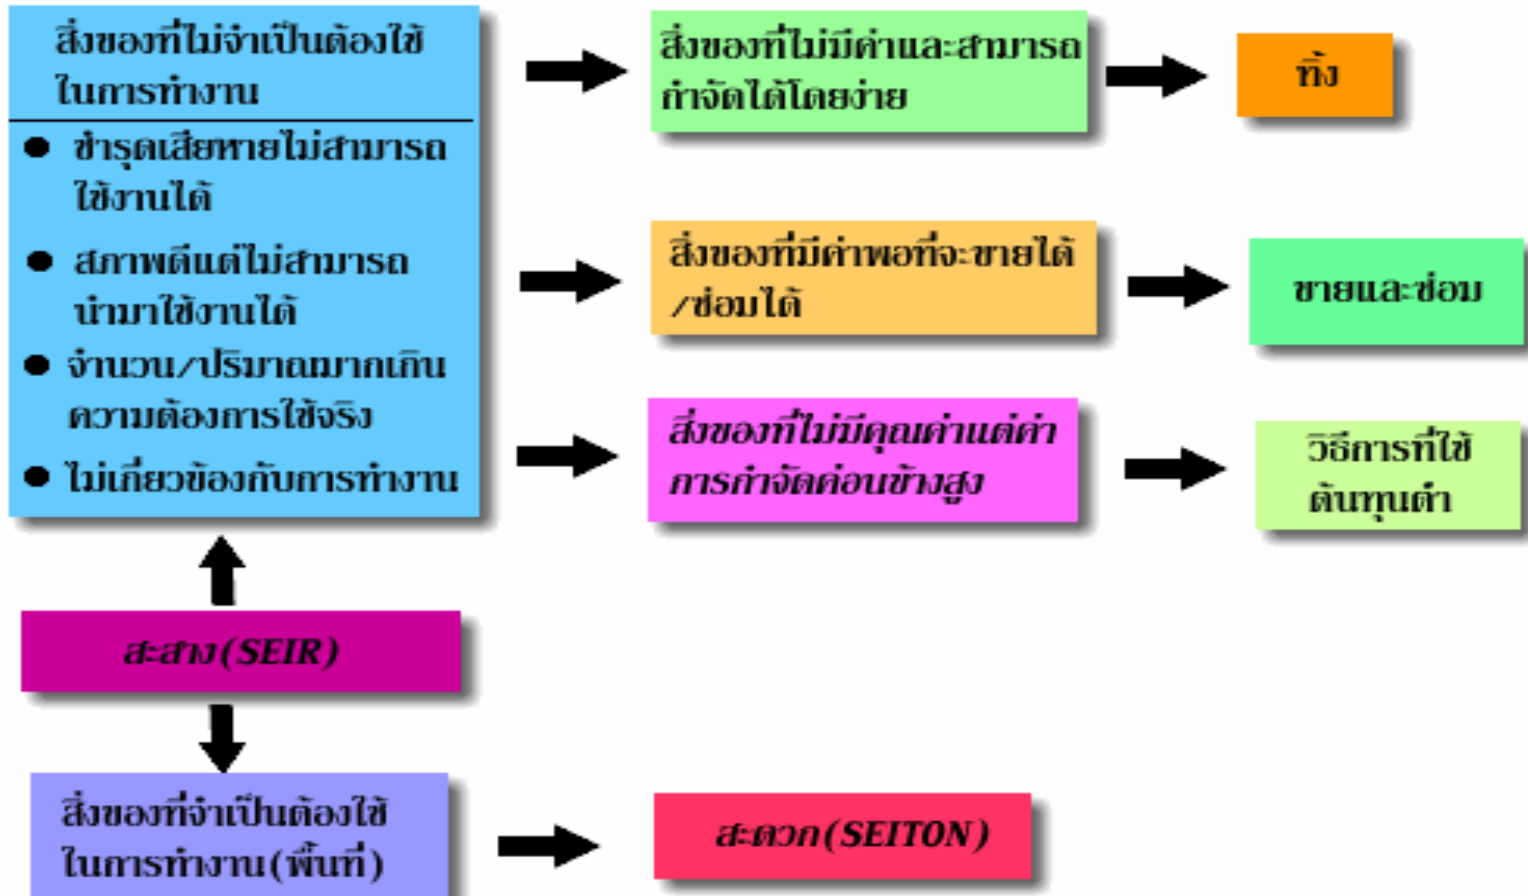 สิ่งของที่ไม่จำเป็นต้องใช้
ในการทำงาน
● ชำรุดเสียหายไม่สามารถ
ใช้งานได้
● สภาพดีแต่ไม่สามารถ
นำมาใช้งานได้
● จำนวน/ปริมาณมากเกิน
ความต้องการใช้จริง
● ไม่เกี่ยวข้องกับการทำงาน
สิ่งของที่ไม่มีค่าและสามารถ
กำจัดได้โดยง่าย
ทิ้ง
สิ่งของที่มีค่าพอที่จะขายได้
/ซ่อมได้
ขายและซ่อม
สิ่งของที่ไม่มีคุณค่าแต่ค่า
การกำจัดค่อนข้างสูง
วิธีการที่ใช้
ต้นทุนต่ำ
สะสาง(SEIR)
สิ่งของที่จำเป็นต้องใช้
ในการทำงาน(พื้นที่)
สะดวก(SEITON)